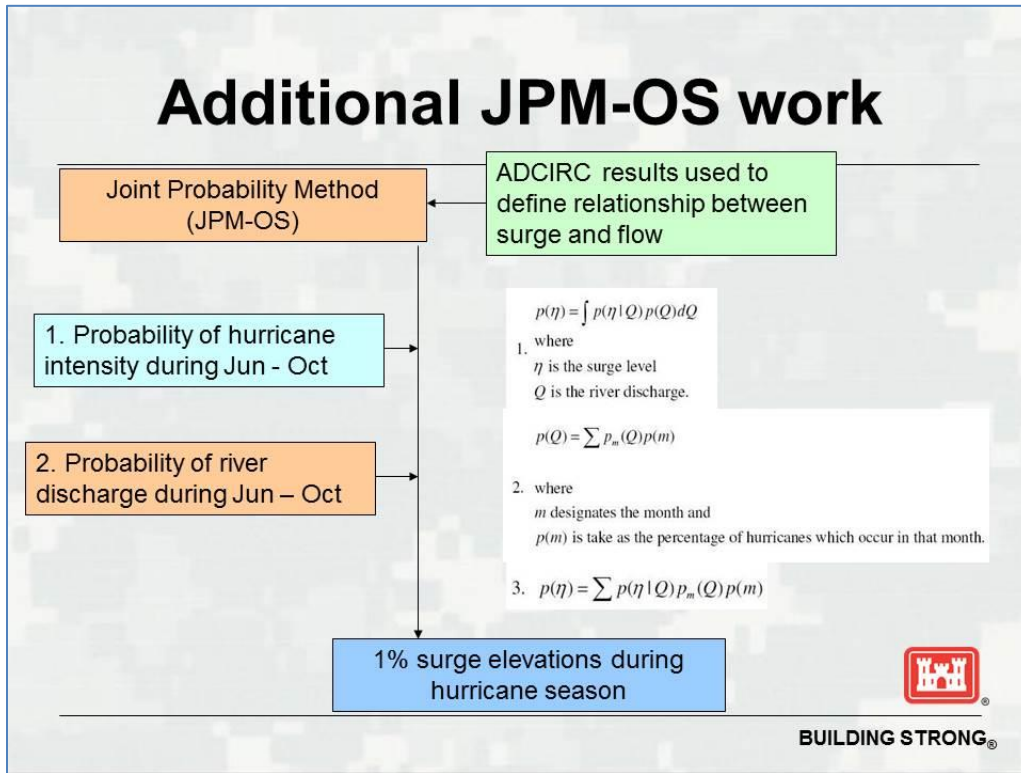 Additional JPM-OS work
Joint Probability Method
(JPM-OS)
ADCIRC results used to
define relationship between
surge and flow
1. Probability of hurricane
intensity during Jun - Oct
2. Probability of river
discharge during Jun – Oct
p(η) = ∫ p(η | Q) p(Q)dQ
1. where
η is the surge level
Q is the river discharge.
p(Q) = ∑ pₘ(Q)p(m)
2. where
m designates the month and
p(m) is take as the percentage of hurricanes which occur in that month.
3. p(η) = ∑ p(η | Q) pₘ(Q) p(m)
1% surge elevations during
hurricane season
®
BUILDING STRONG®